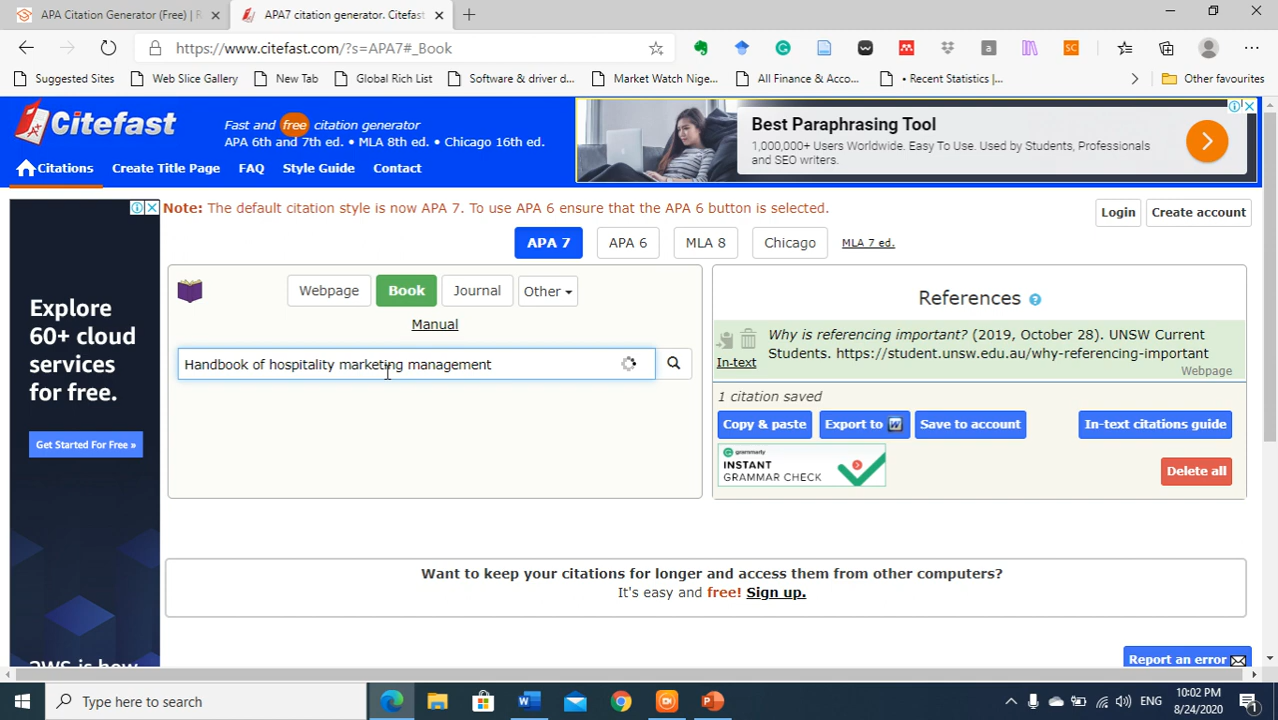 APA Citation Generator (Free) | R
APA7 citation generator. Citefast
https://www.citefast.com/?s=APA7#_Book
Suggested Sites
Web Slice Gallery
New Tab
Global Rich List
Software & driver d...
Market Watch Nige...
All Finance & Acco...
• Recent Statistics |...
Other favourites
Citefast
Fast and free citation generator
APA 6th and 7th ed. • MLA 8th ed. • Chicago 16th ed.
Citations
Create Title Page
FAQ
Style Guide
Contact
Best Paraphrasing Tool
1,000,000+ Users Worldwide. Easy To Use. Used by Students, Professionals
and SEO writers.
Note: The default citation style is now APA 7. To use APA 6 ensure that the APA 6 button is selected.
Login
Create account
APA 7
APA 6
MLA 8
Chicago
MLA 7 ed.
Explore
60+ cloud
services
for free.
Get Started For Free »
AWS is how
Webpage
Book
Journal
Other
Manual
Handbook of hospitality marketing management
References
Why is referencing important? (2019, October 28). UNSW Current
Students. https://student.unsw.edu.au/why-referencing-important
In-text
Webpage
1 citation saved
Copy & paste
Export to
Save to account
In-text citations guide
grammarly
INSTANT
GRAMMAR CHECK
Delete all
Want to keep your citations for longer and access them from other computers?
It's easy and free! Sign up.
Report an error
Type here to search
ENG
10:02 PM
8/24/2020